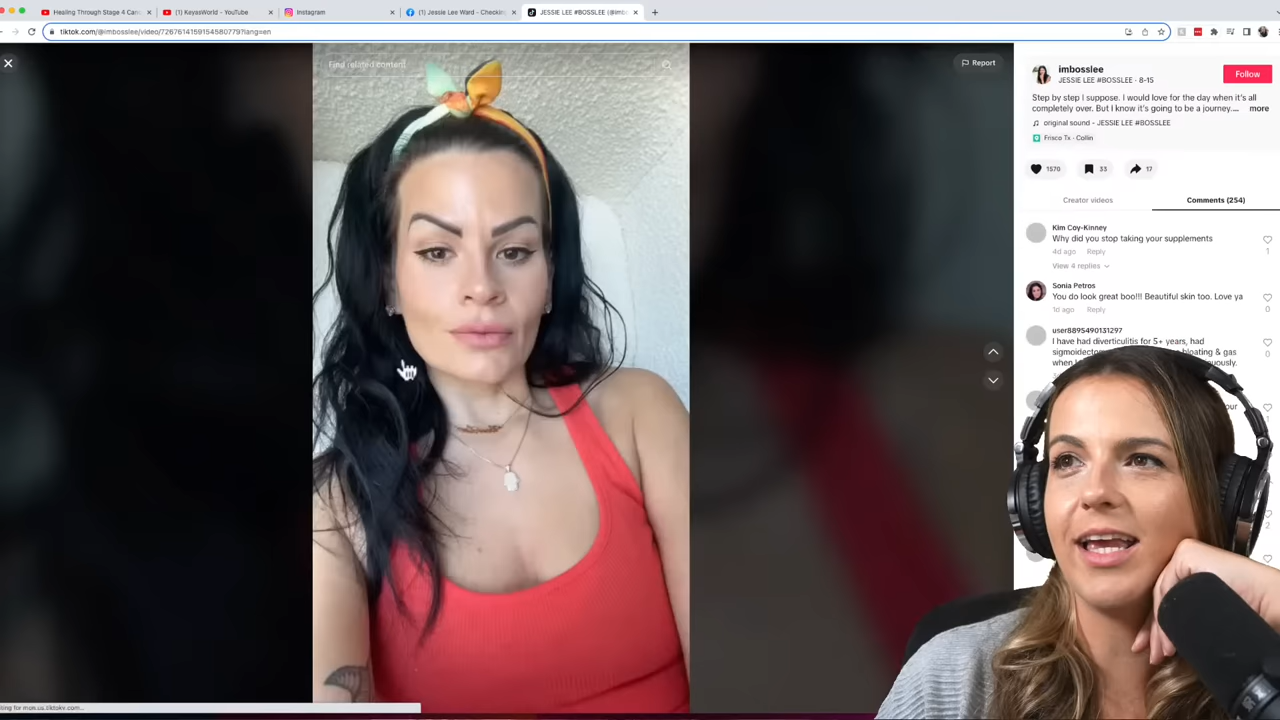 Healing Through Stage 4 Canc
(1) KeyasWorld - YouTube
Instagram
(1) Jessie Lee Ward - Checkin
JESSIE LEE #BOSSLEE (@imbo
tiktok.com/@imbosslee/video/7267614159154580779?lang=en
Find related content
Report
imbosslee
JESSIE LEE #BOSSLEE · 8-15
Follow
Step by step I suppose. I would love for the day when it's all
completely over. But I know it's going to be a journey.... more
original sound - JESSIE LEE #BOSSLEE
Frisco Tx - Collin
1570
33
17
Creator videos
Comments (254)
Kim Coy-Kinney
Why did you stop taking your supplements
4d ago Reply
1
View 4 replies
Sonia Petros
You do look great boo!!! Beautiful skin too. Love ya
1d ago Reply
0
user8895490131297
I have had diverticulitis for 5+ years, had
0
bloating & gas
when
2